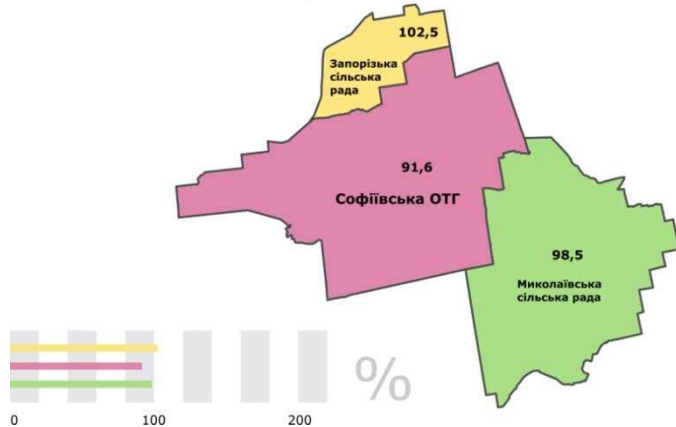 102,5
Запорізька
сільська
рада
91,6
Софіївська ОТГ
98,5
Миколаївська
сільська рада
%
0 100 200